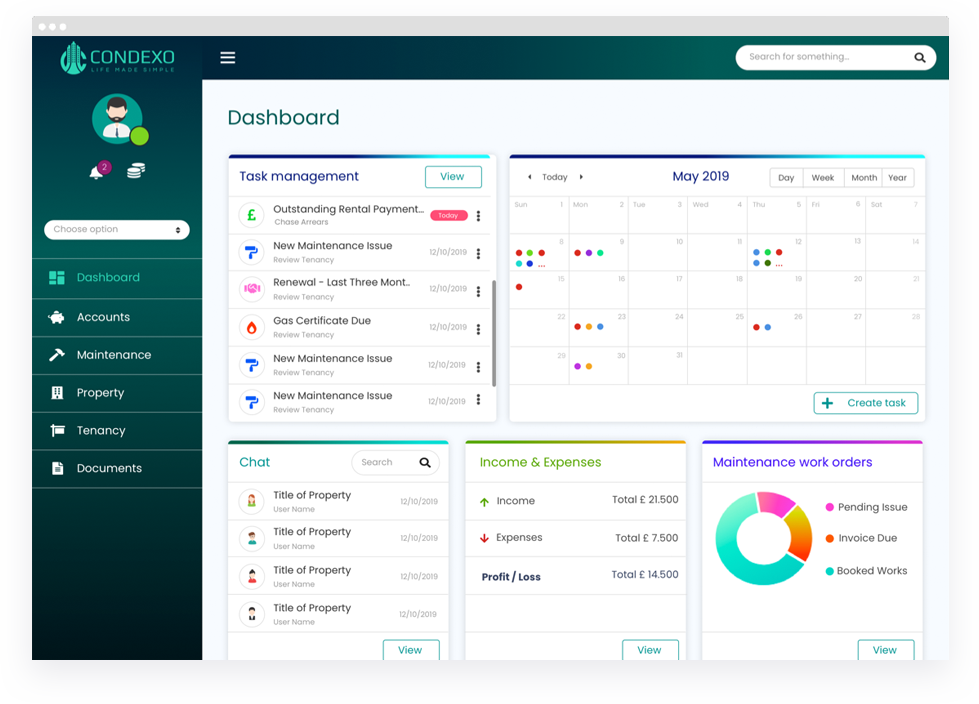 CONDEXO
LIFE MADE SIMPLE
Search for something...
2
Choose option
Dashboard
Accounts
Maintenance
Property
Tenancy
Documents
Dashboard
Task management
View
Outstanding Rental Payment...
Today
Chase Arrears
New Maintenance Issue
12/10/2019
Review Tenancy
Renewal - Last Three Mont..
12/10/2019
Review Tenancy
Gas Certificate Due
12/10/2019
Review Tenancy
New Maintenance Issue
12/10/2019
Review Tenancy
New Maintenance Issue
12/10/2019
Review Tenancy
Today
May 2019
Day Week Month Year
Sun 1 Mon 2 Tue 3 Wed 4 Thu 5 Fri 6 Sat 7
8 9 10 11 12 13 14
... ...
15 16 17 18 19 20 21
22 23 24 25 26 27 28
29 30 31
+ Create task
Chat
Search
Title of Property
12/10/2019
User Name
Title of Property
12/10/2019
User Name
Title of Property
12/10/2019
User Name
Title of Property
12/10/2019
User Name
View
Income & Expenses
Income Total £ 21.500
Expenses Total £ 7.500
Profit / Loss Total £ 14.500
View
Maintenance work orders
Pending Issue
Invoice Due
Booked Works
View